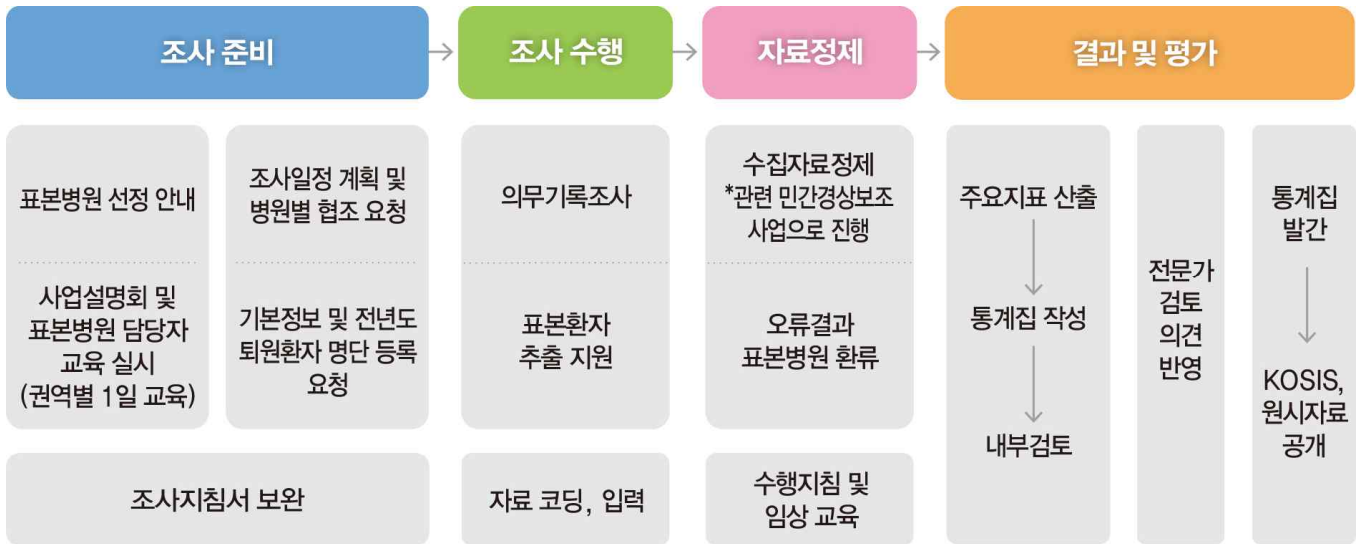 조사 준비
조사 수행
자료정제
결과 및 평가
표본병원 선정 안내
사업설명회 및
표본병원 담당자
교육 실시
(권역별 1일 교육)
조사일정 계획 및
병원별 협조 요청
기본정보 및 전년도
퇴원환자 명단 등록
요청
조사지침서 보완
의무기록조사
표본환자
추출 지원
자료 코딩, 입력
수집자료정제
*관련 민간경상보조
사업으로 진행
오류결과
표본병원 환류
수행지침 및
임상 교육
주요지표 산출
통계집 작성
내부검토
전문가
검토
의견
반영
통계집
발간
KOSIS,
원시자료
공개